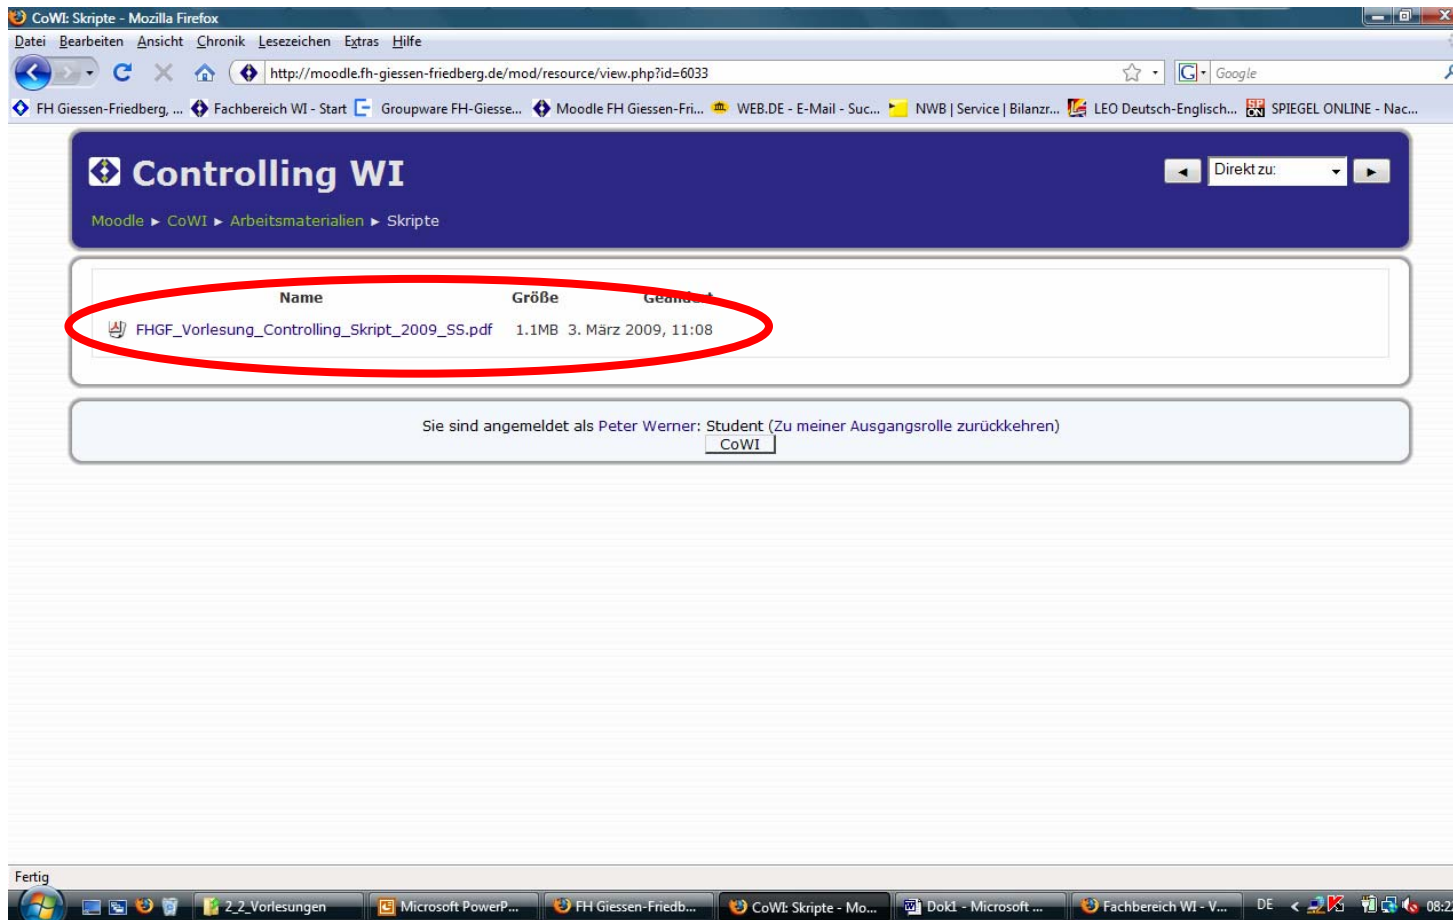 CoWI: Skripte - Mozilla Firefox
Datei Bearbeiten Ansicht Chronik Lesezeichen Extras Hilfe
http://moodle.fh-giessen-friedberg.de/mod/resource/view.php?id=6033 Google
FH Giessen-Friedberg, ... Fachbereich WI - Start Groupware FH-Giesse... Moodle FH Giessen-Fri... WEB.DE - E-Mail - Suc... NWB | Service | Bilanzr... LEO Deutsch-Englisch... SPIEGEL ONLINE - Nac...
Controlling WI Direkt zu:
Moodle ► CoWI ► Arbeitsmaterialien ► Skripte
Name Größe Geändert
FHGF_Vorlesung_Controlling_Skript_2009_SS.pdf 1.1MB 3. März 2009, 11:08
Sie sind angemeldet als Peter Werner: Student (Zu meiner Ausgangsrolle zurückkehren)
CoWI
Fertig
2_2_Vorlesungen Microsoft PowerP... FH Giessen-Friedb... CoWI: Skripte - Mo... Dok1 - Microsoft ... Fachbereich WI - V... DE